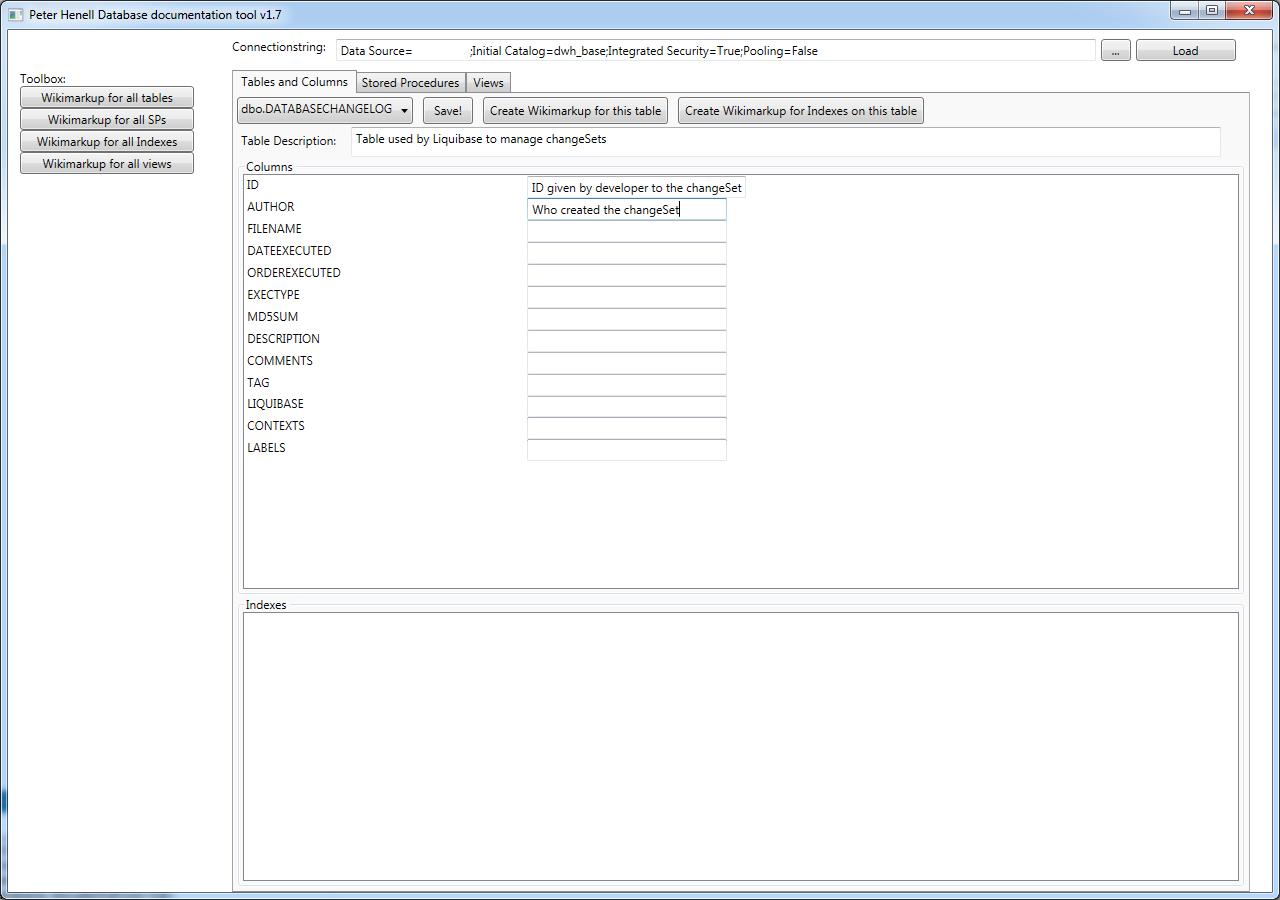 Peter Henell Database documentation tool v1.7
Connectionstring: Data Source= ;Initial Catalog=dwh_base;Integrated Security=True;Pooling=False ... Load
Toolbox:
Wikimarkup for all tables
Wikimarkup for all SPs
Wikimarkup for all Indexes
Wikimarkup for all views
Tables and Columns Stored Procedures Views
dbo.DATABASECHANGELOG Save! Create Wikimarkup for this table Create Wikimarkup for Indexes on this table
Table Description: Table used by Liquibase to manage changeSets
Columns
ID ID given by developer to the changeSet
AUTHOR Who created the changeSet
FILENAME
DATEEXECUTED
ORDEREXECUTED
EXECTYPE
MD5SUM
DESCRIPTION
COMMENTS
TAG
LIQUIBASE
CONTEXTS
LABELS
Indexes